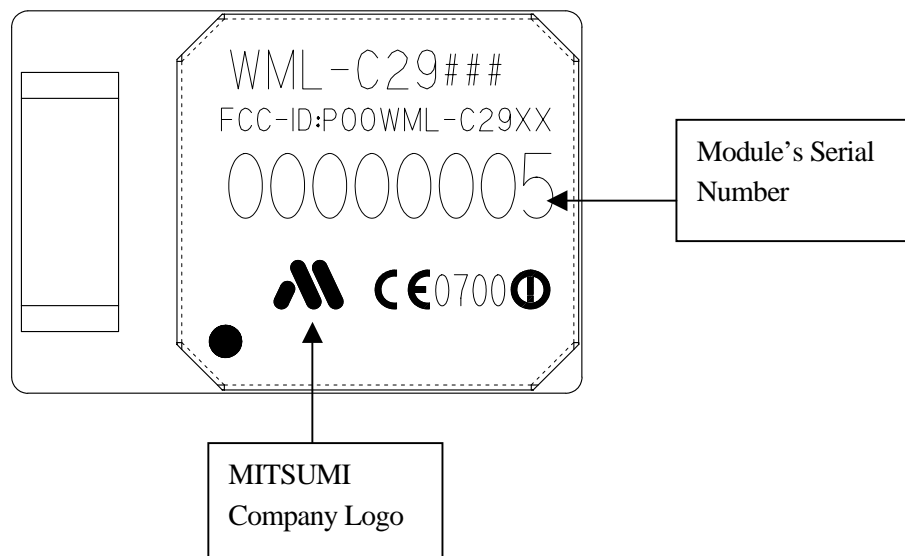 WML-C29###
FCC-ID:POOWML-C29XX
00000005
CE0700
Module's Serial
Number
MITSUMI
Company Logo